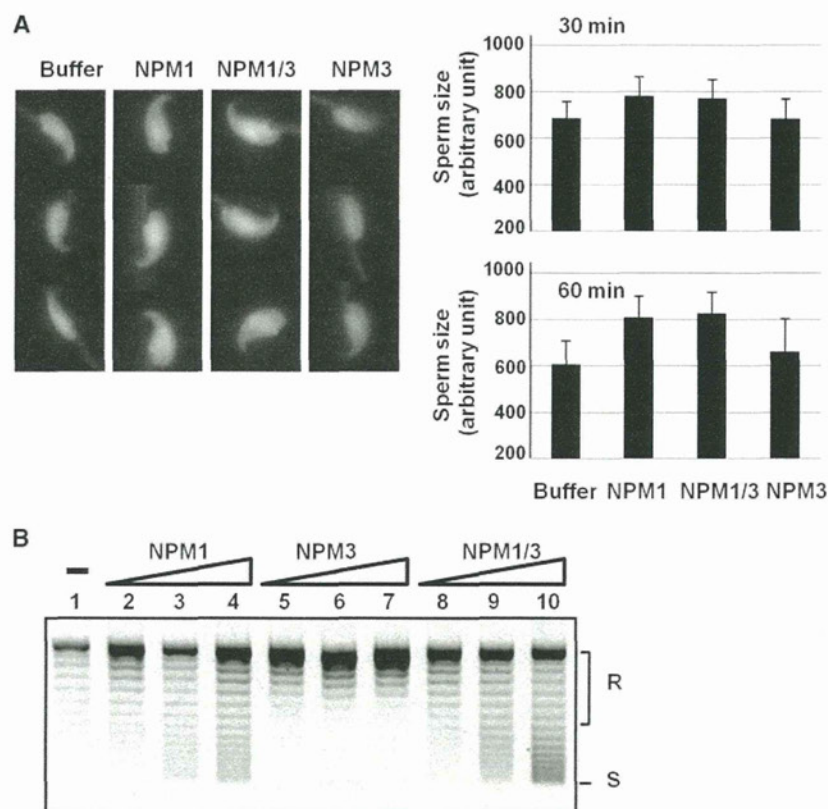 A
Buffer NPM1 NPM1/3 NPM3
30 min
Sperm size
(arbitrary unit)
1000
800
600
400
200
60 min
Sperm size
(arbitrary unit)
1000
800
600
400
200
Buffer NPM1 NPM1/3 NPM3
B
NPM1 NPM3 NPM1/3
1 2 3 4 5 6 7 8 9 10
R
S